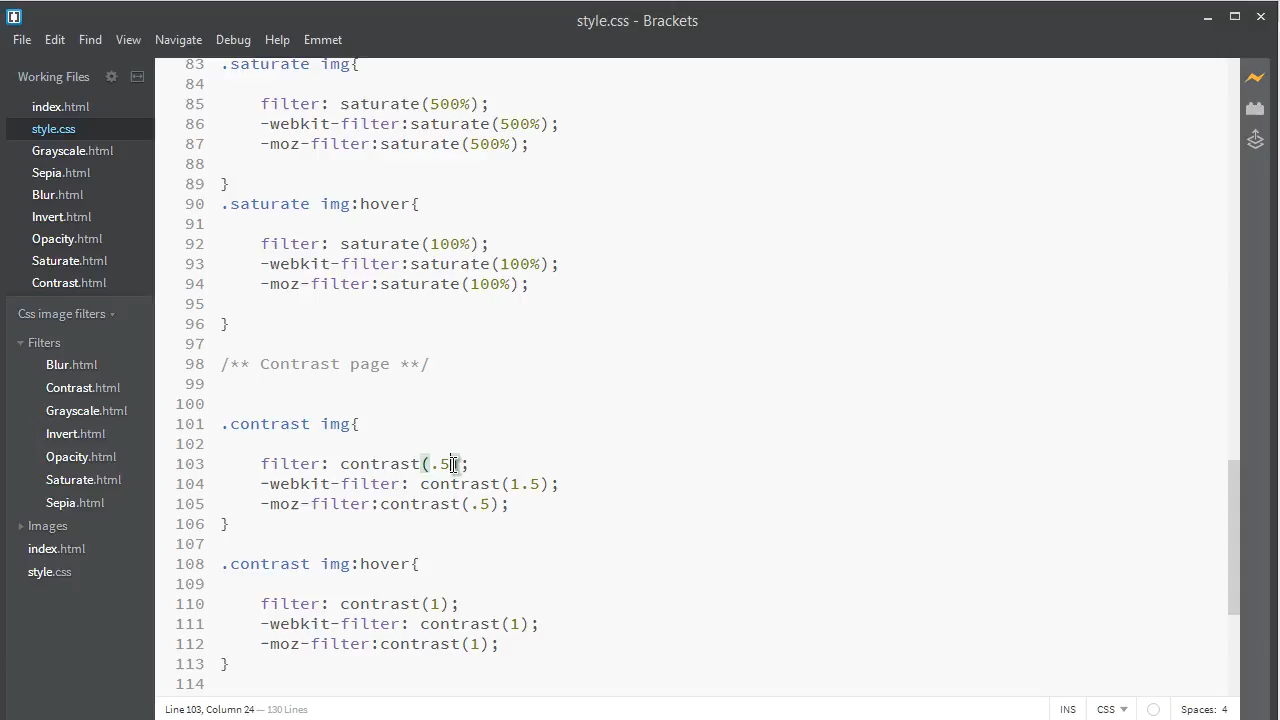 style.css - Brackets
File Edit Find View Navigate Debug Help Emmet
Working Files
index.html
style.css
Grayscale.html
Sepia.html
Blur.html
Invert.html
Opacity.html
Saturate.html
Contrast.html
Css image filters
Filters
Blur.html
Contrast.html
Grayscale.html
Invert.html
Opacity.html
Saturate.html
Sepia.html
Images
index.html
style.css
83 .saturate img{
84
85 filter: saturate(500%);
86 -webkit-filter:saturate(500%);
87 -moz-filter:saturate(500%);
88
89 }
90 .saturate img:hover{
91
92 filter: saturate(100%);
93 -webkit-filter:saturate(100%);
94 -moz-filter:saturate(100%);
95
96 }
97
98 /** Contrast page **/
99
100
101 .contrast img{
102
103 filter: contrast(.5);
104 -webkit-filter: contrast(1.5);
105 -moz-filter:contrast(.5);
106 }
107
108 .contrast img:hover{
109
110 filter: contrast(1);
111 -webkit-filter: contrast(1);
112 -moz-filter:contrast(1);
113 }
114
Line 103, Column 24 — 130 Lines
INS CSS Spaces: 4